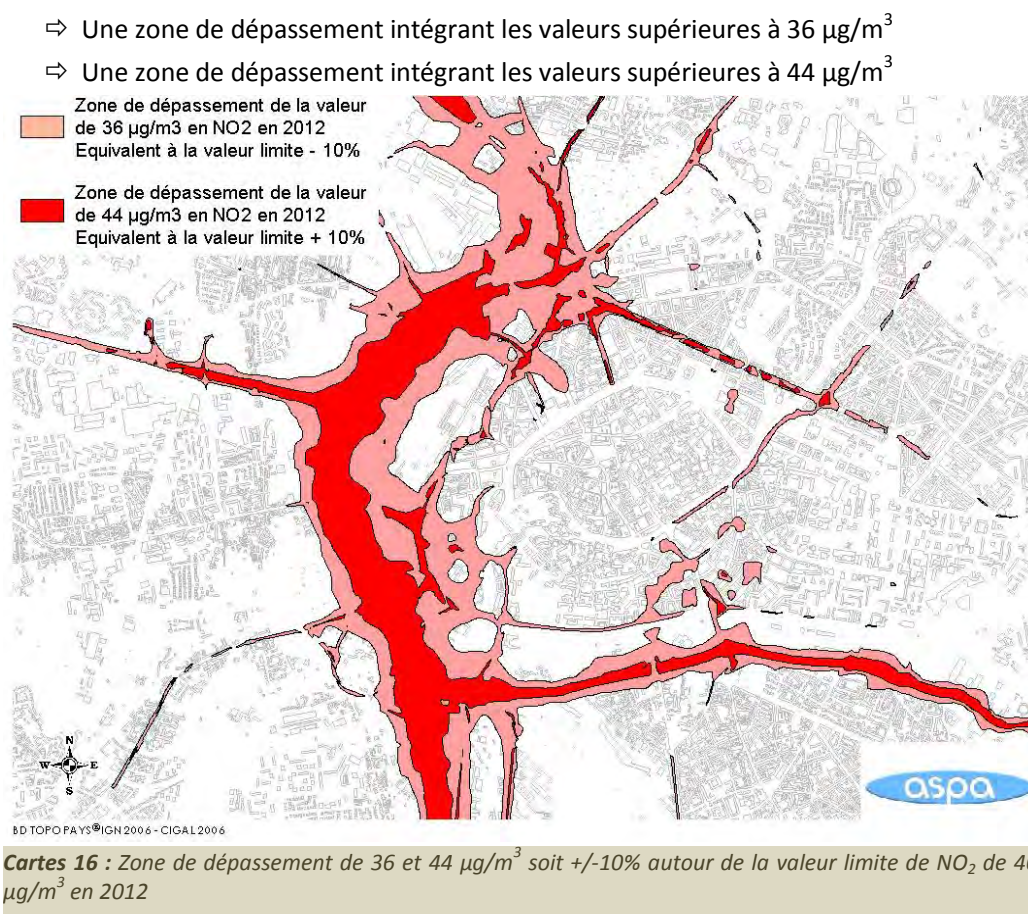 ⇨ Une zone de dépassement intégrant les valeurs supérieures à 36 µg/m³
⇨ Une zone de dépassement intégrant les valeurs supérieures à 44 µg/m³
Zone de dépassement de la valeur
de 36 µg/m3 en NO2 en 2012
Equivalent à la valeur limite - 10%
Zone de dépassement de la valeur
de 44 µg/m3 en NO2 en 2012
Equivalent à la valeur limite + 10%
N
W E
S
aspa
BD TOPO PAYS®IGN 2006 - CIGAL 2006
Cartes 16 : Zone de dépassement de 36 et 44 µg/m³ soit +/-10% autour de la valeur limite de NO₂ de
µg/m³ en 2012